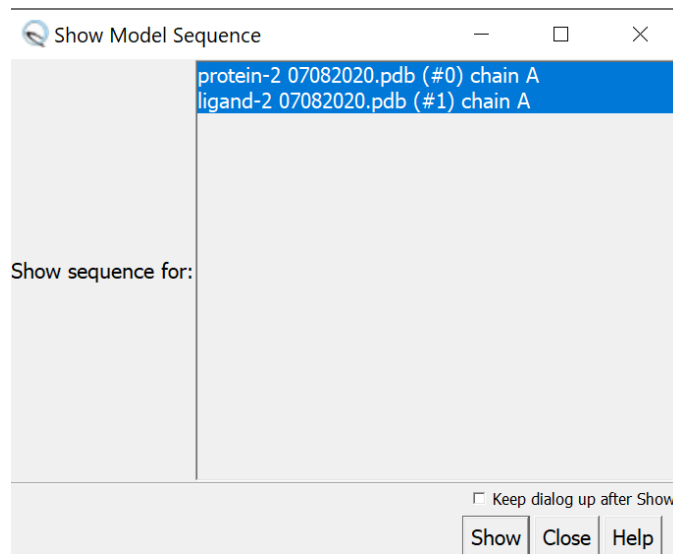 Show Model Sequence
protein-2 07082020.pdb (#0) chain A
ligand-2 07082020.pdb (#1) chain A
Show sequence for:
Keep dialog up after Show
Show Close Help